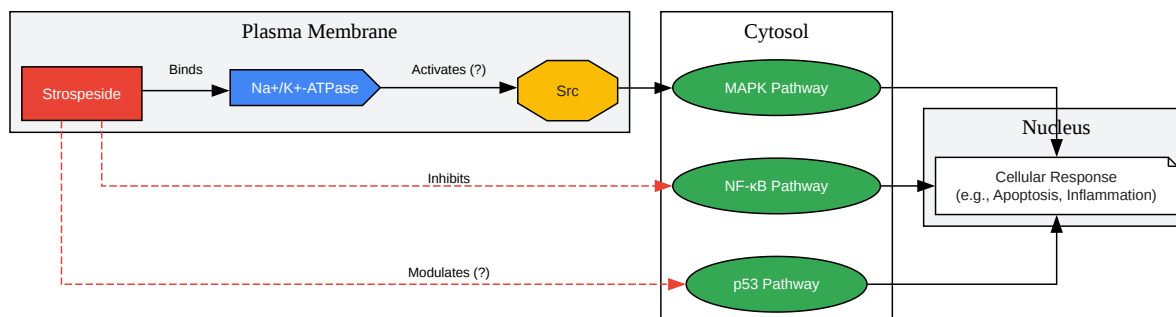 Plasma Membrane
Cytosol
Binds
Activates (?)
Strospeside
Na+/K+-ATPase
Src
MAPK Pathway
Nucleus
Inhibits
NF-κB Pathway
Cellular Response
(e.g., Apoptosis, Inflammation)
Modulates (?)
p53 Pathway